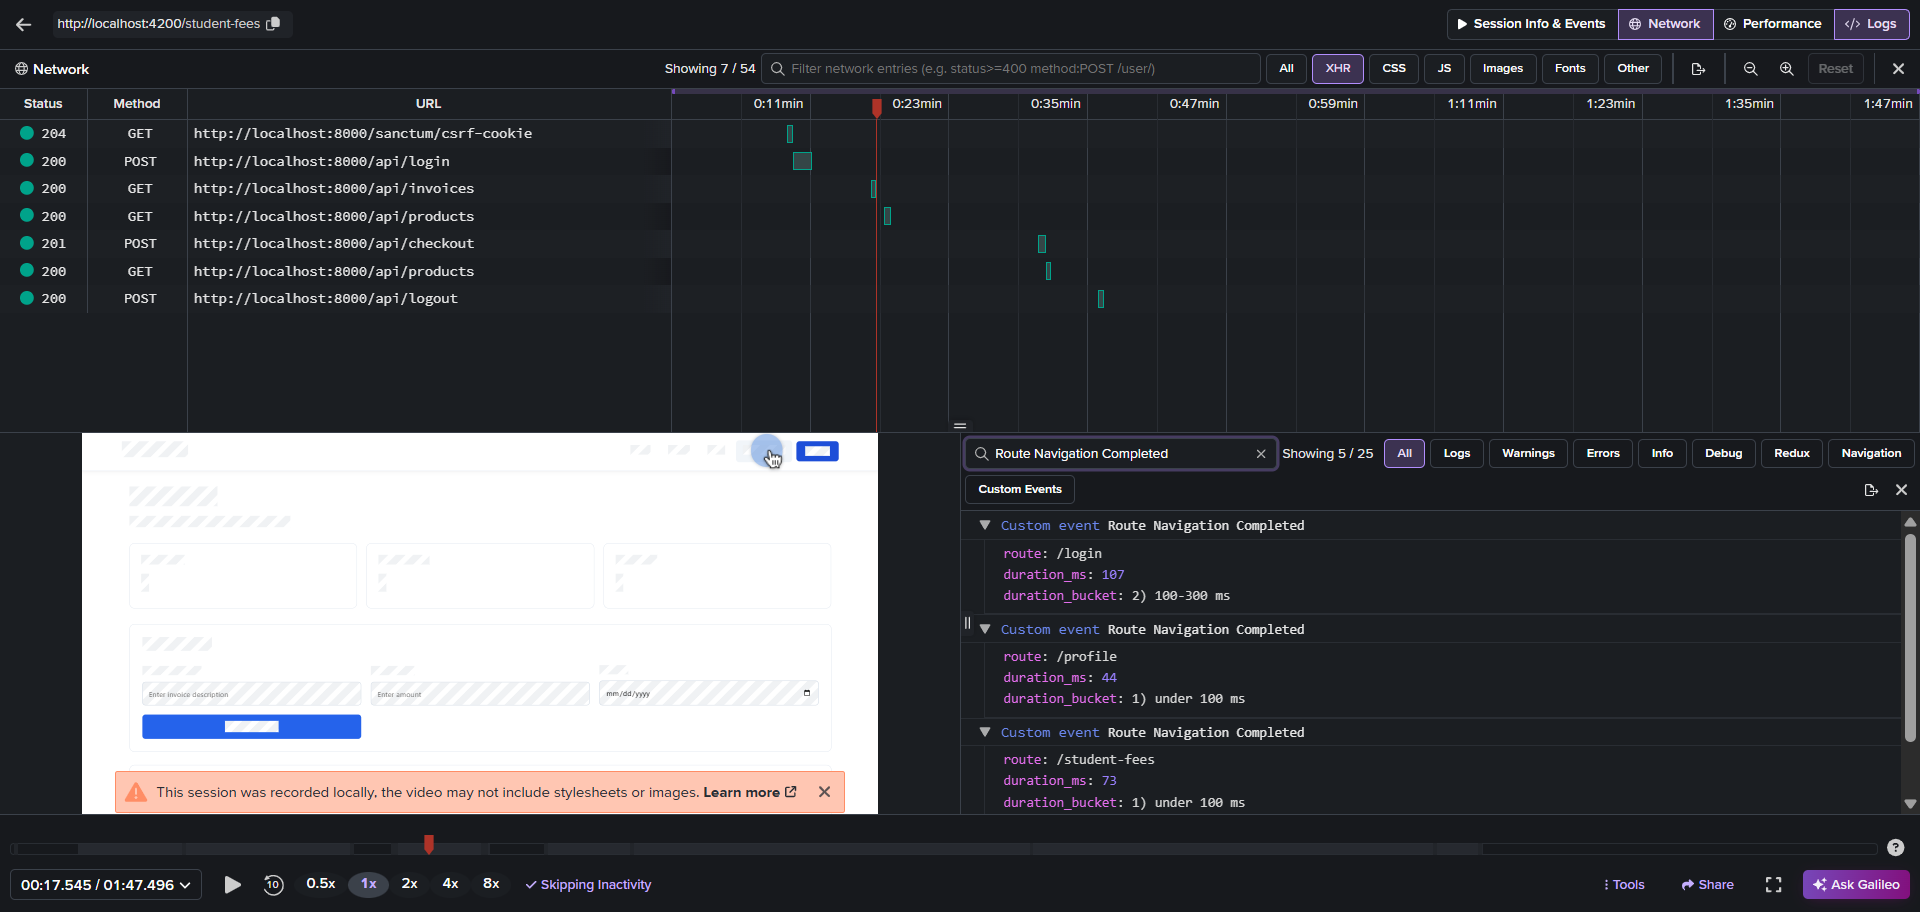 http://localhost:4200/student-fees
Session Info & Events
Network
Performance
Logs
Network
Showing 7 / 54
Filter network entries (e.g. status>=400 method:POST /user/)
All
XHR
CSS
JS
Images
Fonts
Other
Reset
Status Method URL
0:11min 0:23min 0:35min 0:47min 0:59min 1:11min 1:23min 1:35min 1:47min
204 GET http://localhost:8000/sanctum/csrf-cookie
200 POST http://localhost:8000/api/login
200 GET http://localhost:8000/api/invoices
200 GET http://localhost:8000/api/products
201 POST http://localhost:8000/api/checkout
200 GET http://localhost:8000/api/products
200 POST http://localhost:8000/api/logout
Enter invoice description
Enter amount
mm/dd/yyyy
This session was recorded locally, the video may not include stylesheets or images. Learn more
Route Navigation Completed
Showing 5 / 25
All
Logs
Warnings
Errors
Info
Debug
Redux
Navigation
Custom Events
Custom event Route Navigation Completed
route: /login
duration_ms: 107
duration_bucket: 2) 100-300 ms
Custom event Route Navigation Completed
route: /profile
duration_ms: 44
duration_bucket: 1) under 100 ms
Custom event Route Navigation Completed
route: /student-fees
duration_ms: 73
duration_bucket: 1) under 100 ms
?
00:17.545 / 01:47.496
10
0.5x
1x
2x
4x
8x
Skipping Inactivity
Tools
Share
Ask Galileo